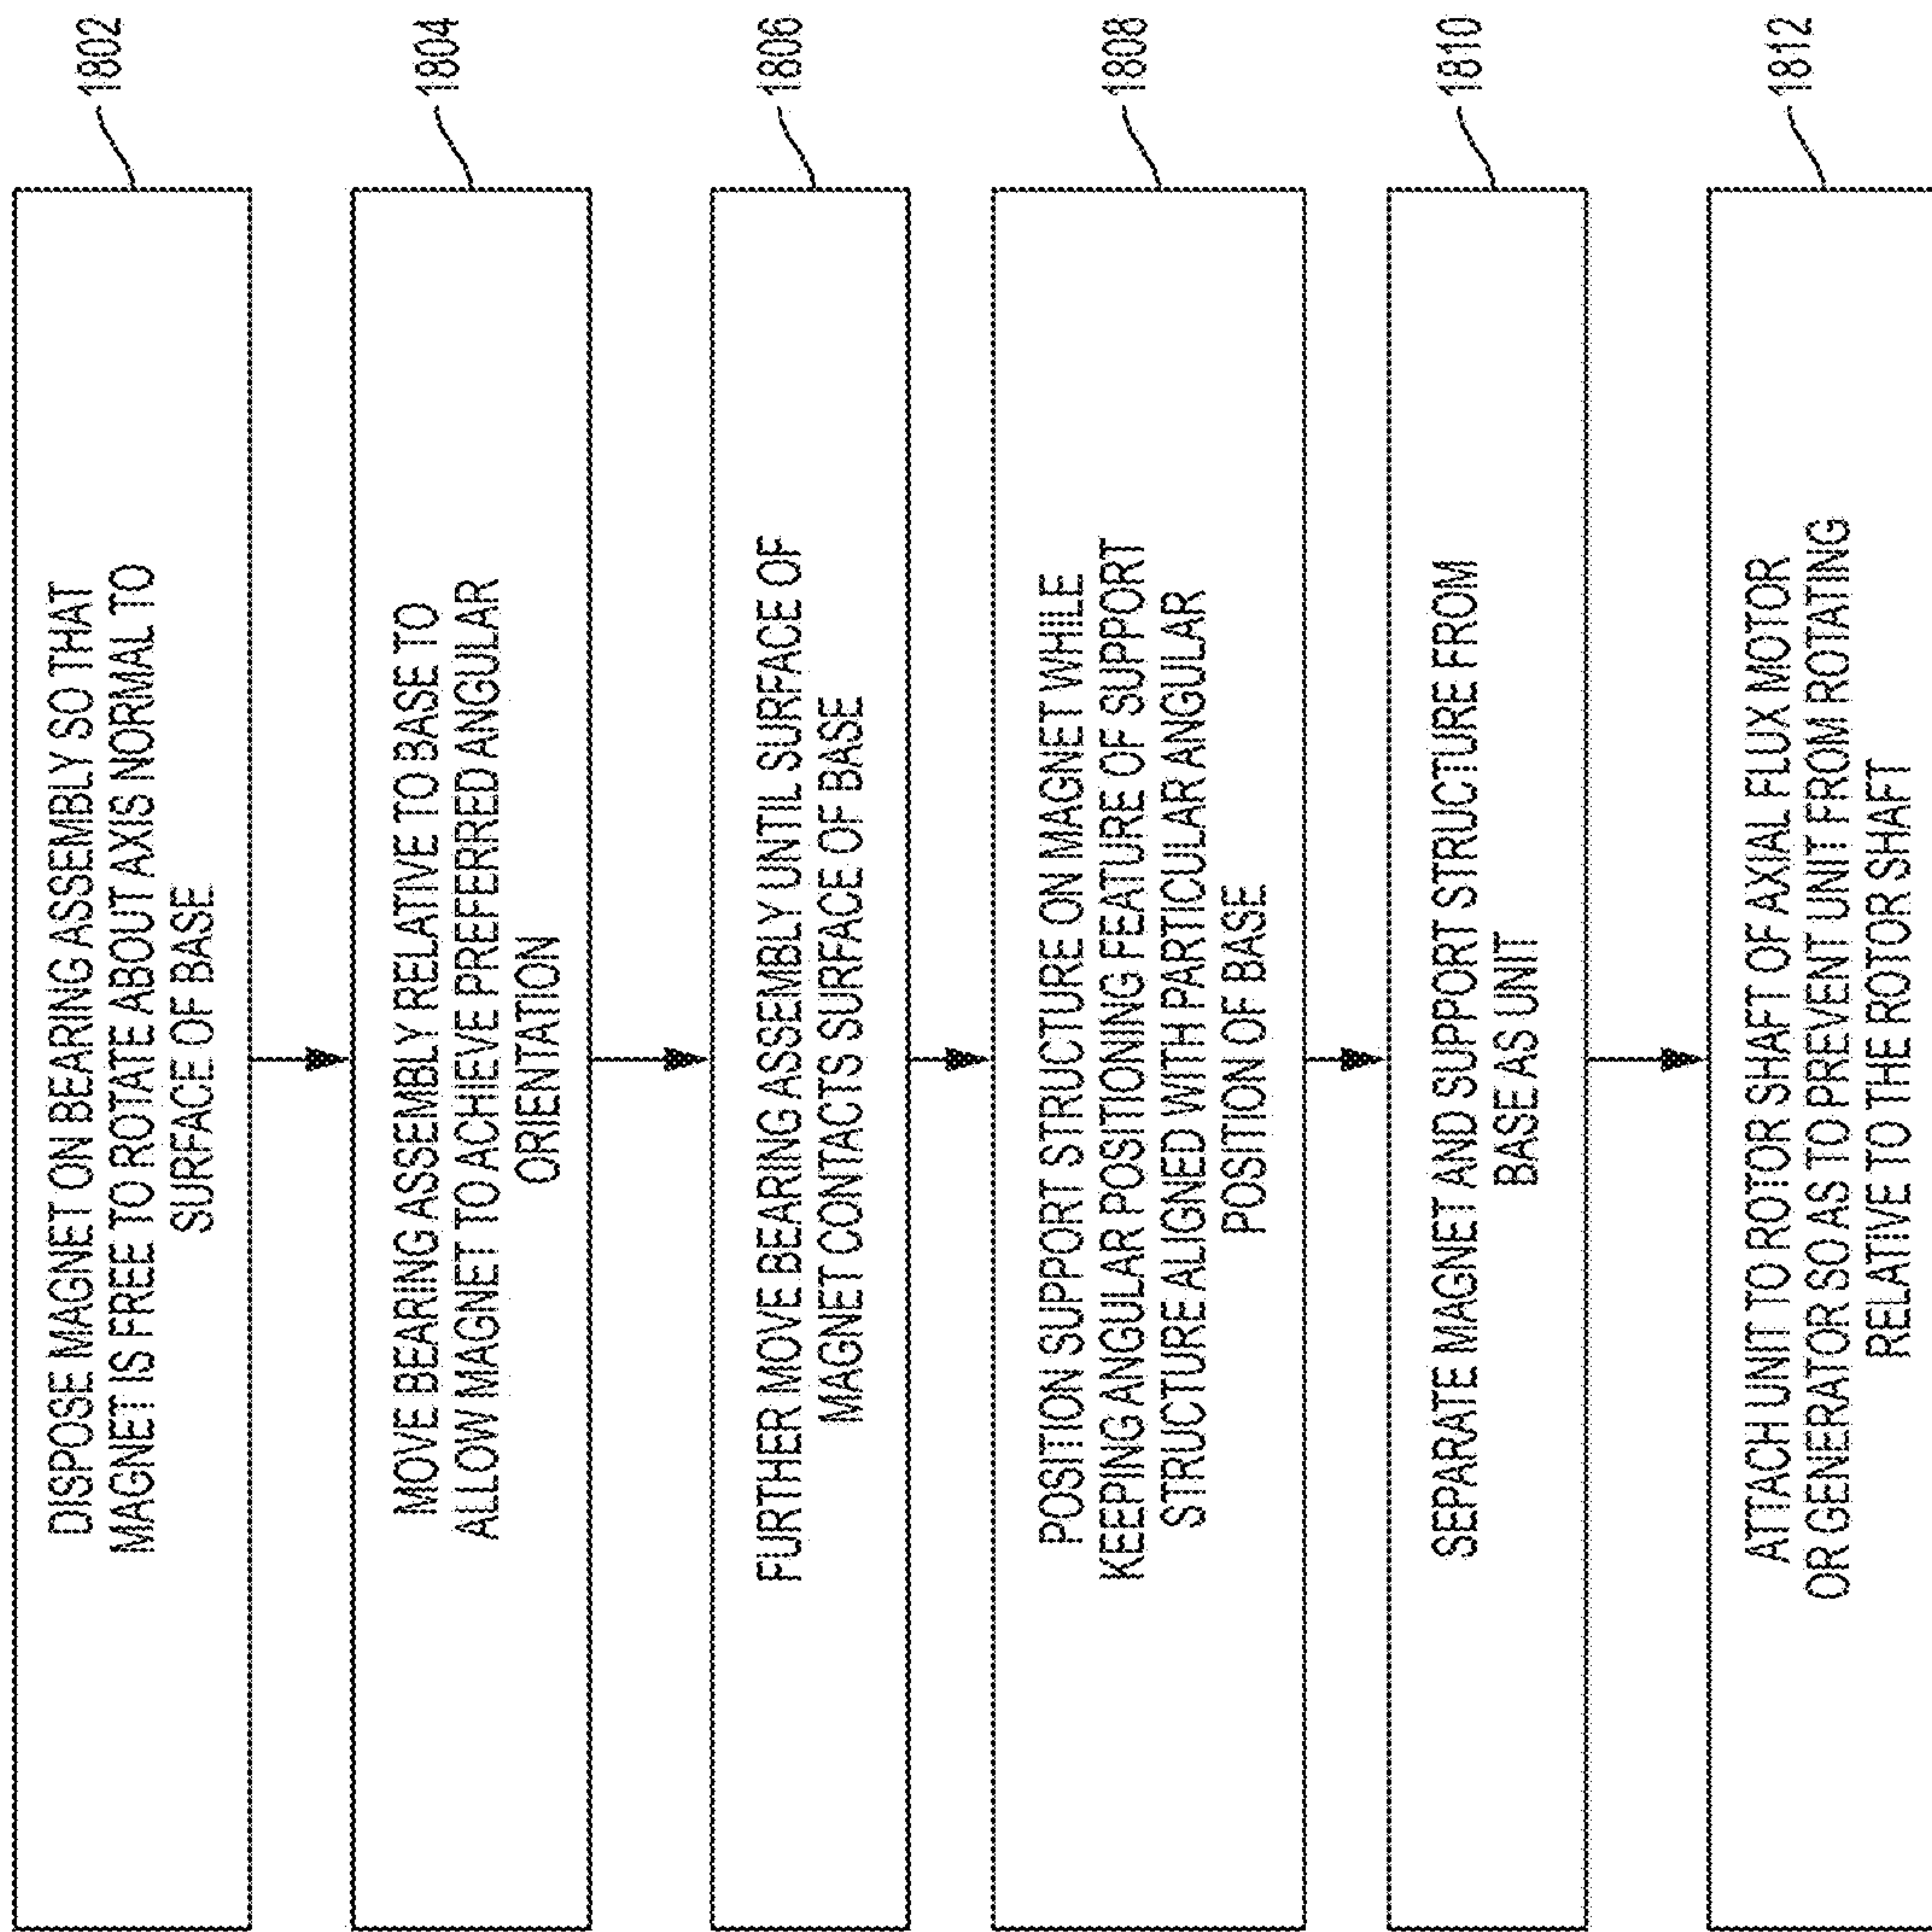 1802
DISPOSE MAGNET ON BEARING ASSEMBLY SO THAT
MAGNET IS FREE TO ROTATE ABOUT AXIS NORMAL TO
SURFACE OF BASE
1804
MOVE BEARING ASSEMBLY RELATIVE TO BASE TO
ALLOW MAGNET TO ACHIEVE PREFERRED ANGULAR
ORIENTATION
1806
FURTHER MOVE BEARING ASSEMBLY UNTIL SURFACE OF
MAGNET CONTACTS SURFACE OF BASE
1808
POSITION SUPPORT STRUCTURE ON MAGNET WHILE
KEEPING ANGULAR POSITIONING FEATURE OF SUPPORT
STRUCTURE ALIGNED WITH PARTICULAR ANGULAR
POSITION OF BASE
1810
SEPARATE MAGNET AND SUPPORT STRUCTURE FROM
BASE AS UNIT
1812
ATTACH UNIT TO ROTOR SHAFT OF AXIAL FLUX MOTOR
OR GENERATOR SO AS TO PREVENT UNIT FROM ROTATING
RELATIVE TO THE ROTOR SHAFT